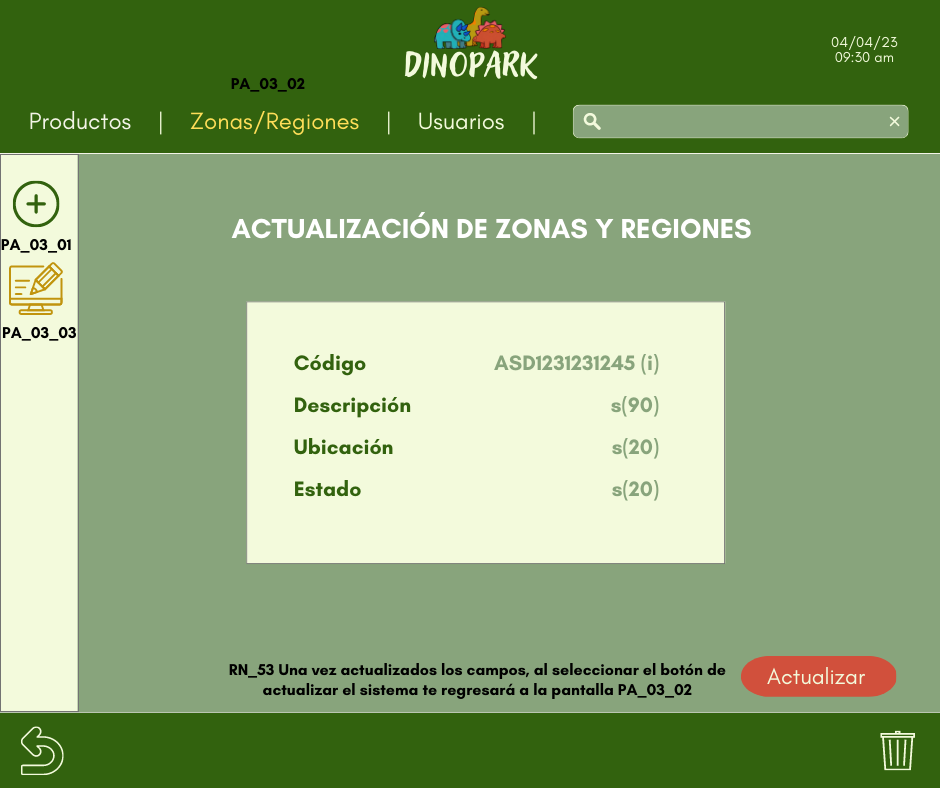 DINOPARK
04/04/23
09:30 am
PA_03_02
Productos | Zonas/Regiones | Usuarios |
PA_03_01
PA_03_03
ACTUALIZACIÓN DE ZONAS Y REGIONES
Código ASD1231231245 (i)
Descripción s(90)
Ubicación s(20)
Estado s(20)
RN_53 Una vez actualizados los campos, al seleccionar el botón de
actualizar el sistema te regresará a la pantalla PA_03_02
Actualizar